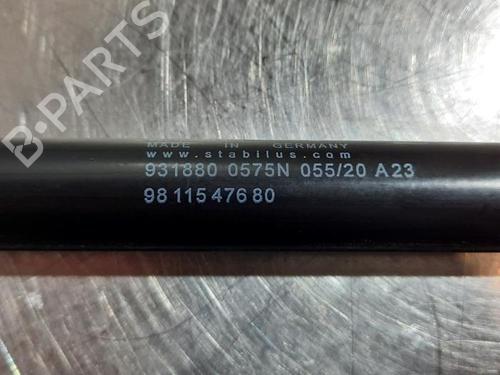 B-PARTS
MADE IN GERMANY
www.stabilus.com
931880 0575N 055/20 A23
98 115 476 80